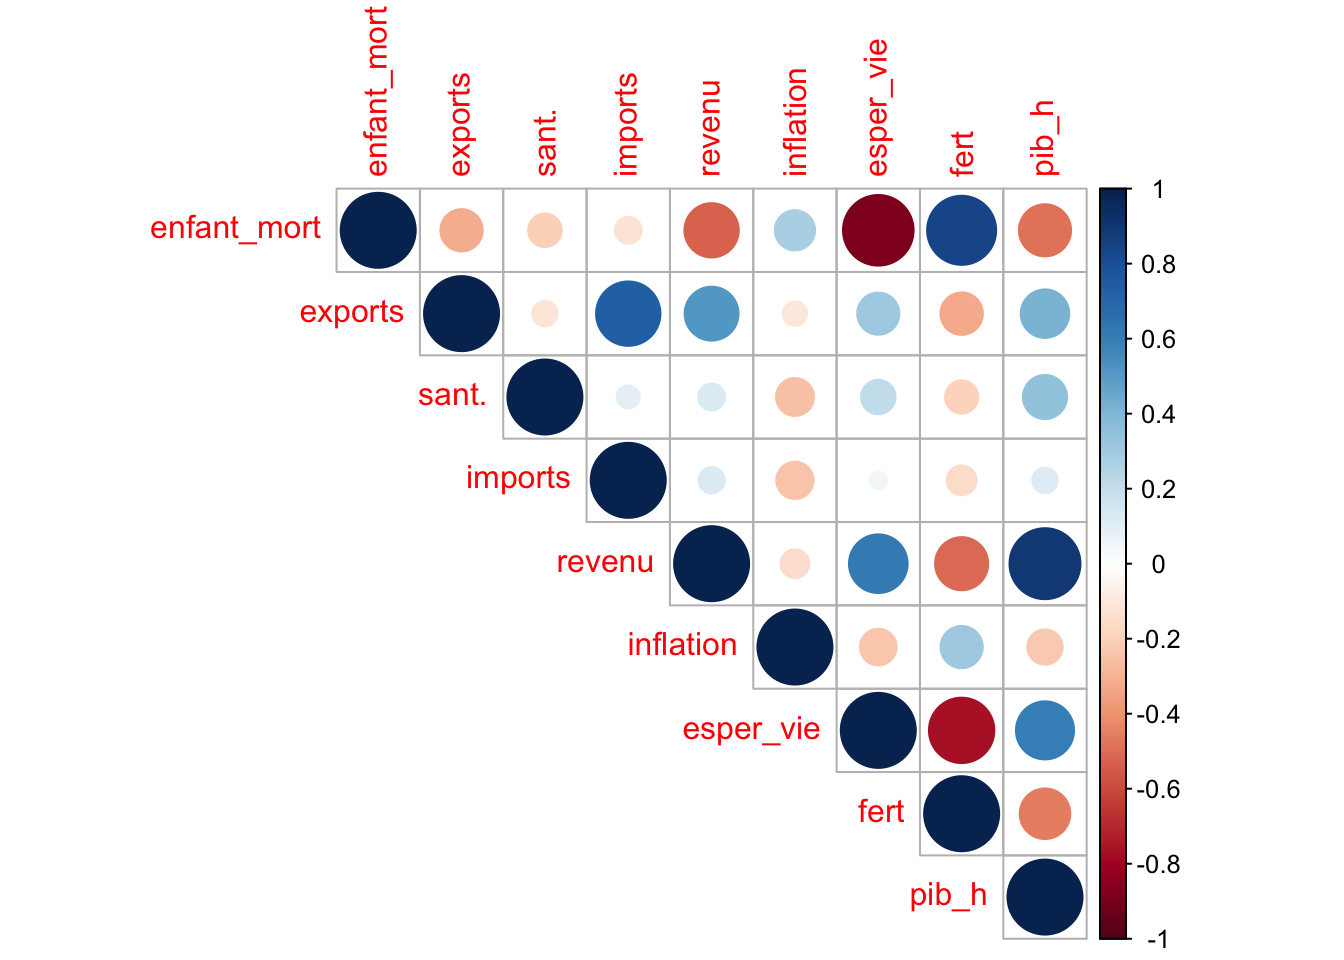 enfant_mort
exports
sant.
imports
revenu
inflation
esper_vie
fert
pib_h
enfant_mort
exports
sant.
imports
revenu
inflation
esper_vie
fert
pib_h
1
0.8
0.6
0.4
0.2
0
-0.2
-0.4
-0.6
-0.8
-1